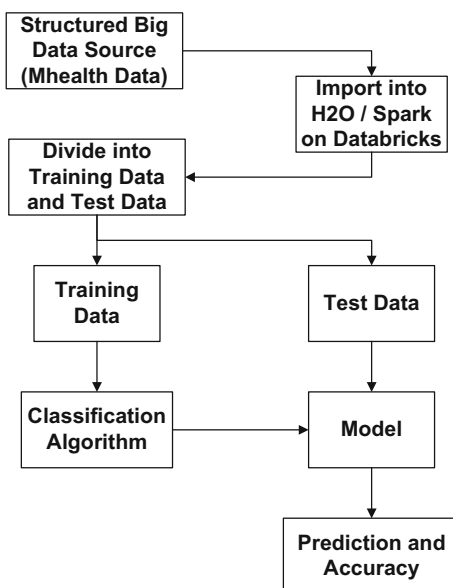 Structured Big
Data Source
(Mhealth Data)
Import into
H2O / Spark
on Databricks
Divide into
Training Data
and Test Data
Training
Data
Test Data
Classification
Algorithm
Model
Prediction and
Accuracy